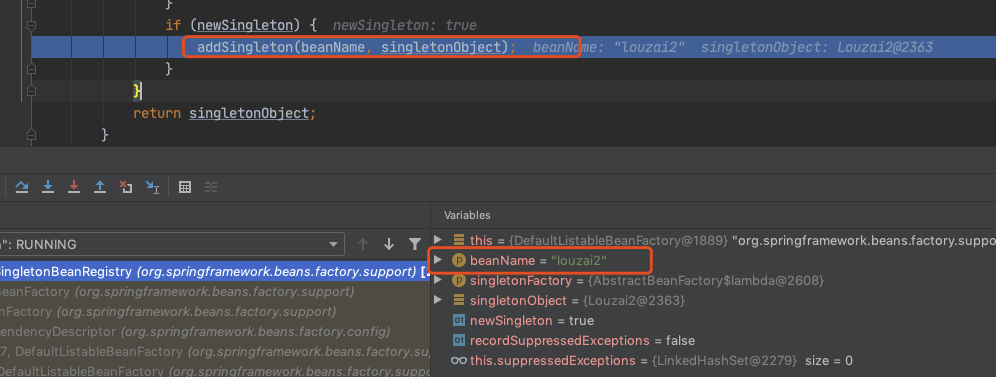 }
if (newSingleton) { newSingleton: true
addSingleton(beanName, singletonObject); beanName: "louzai2" singletonObject: Louzai2@2363
}
}
return singletonObject;
}
Variables
this = {DefaultListableBeanFactory@1889} "org.springframework.beans.factory.suppo
": RUNNING
beanName = "louzai2"
SingletonBeanRegistry (org.springframework.beans.factory.support) [
singletonFactory = {AbstractBeanFactory$lambda@2608}
BeanFactory (org.springframework.beans.factory.support)
singletonObject = {Louzai2@2363}
nFactory (org.springframework.beans.factory.support)
01 newSingleton = true
endencyDescriptor (org.springframework.beans.factory.config)
01 recordSuppressedExceptions = false
7, DefaultListableBeanFactory (org.springframework.beans.factory.su
this.suppressedExceptions = {LinkedHashSet@2279} size = 0
DefaultListableBeanFactory (org.springframework.beans.factory.supp